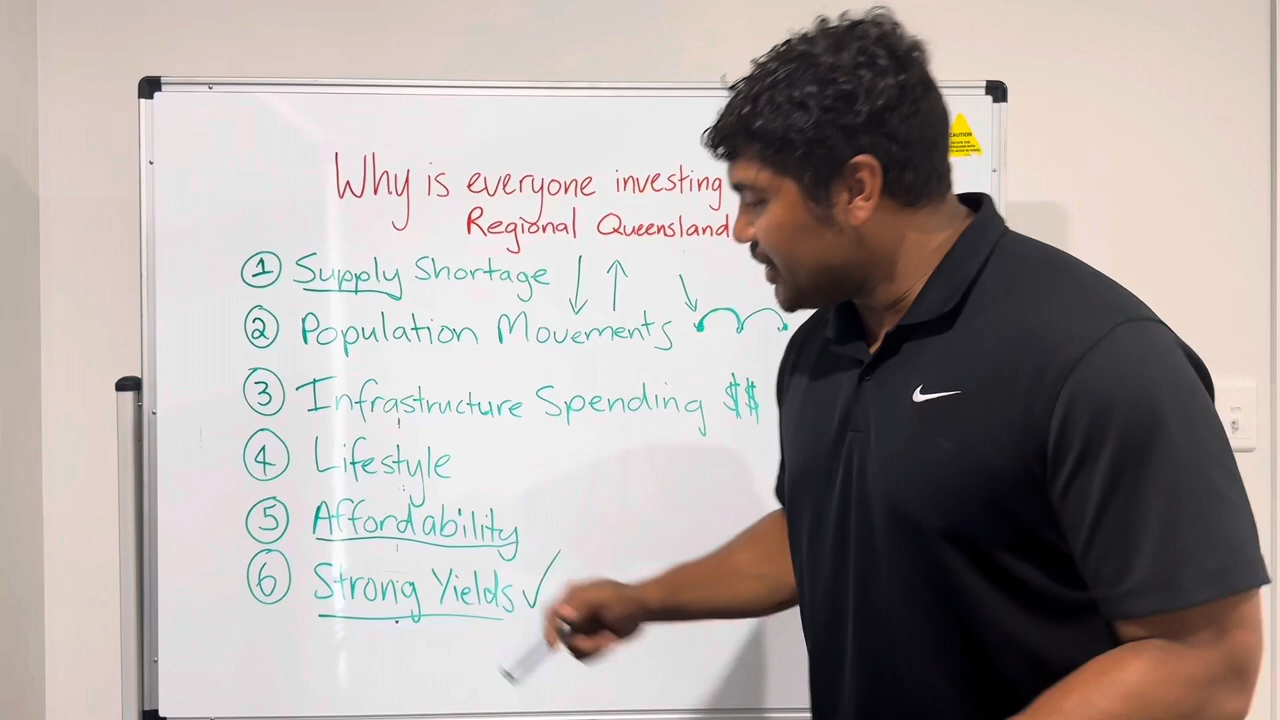 CAUTION
Why is everyone investing
Regional Queensland
1 Supply Shortage
2 Population Movements
3 Infrastructure Spending $$
4 Lifestyle
5 Affordability
6 Strong Yields ✓